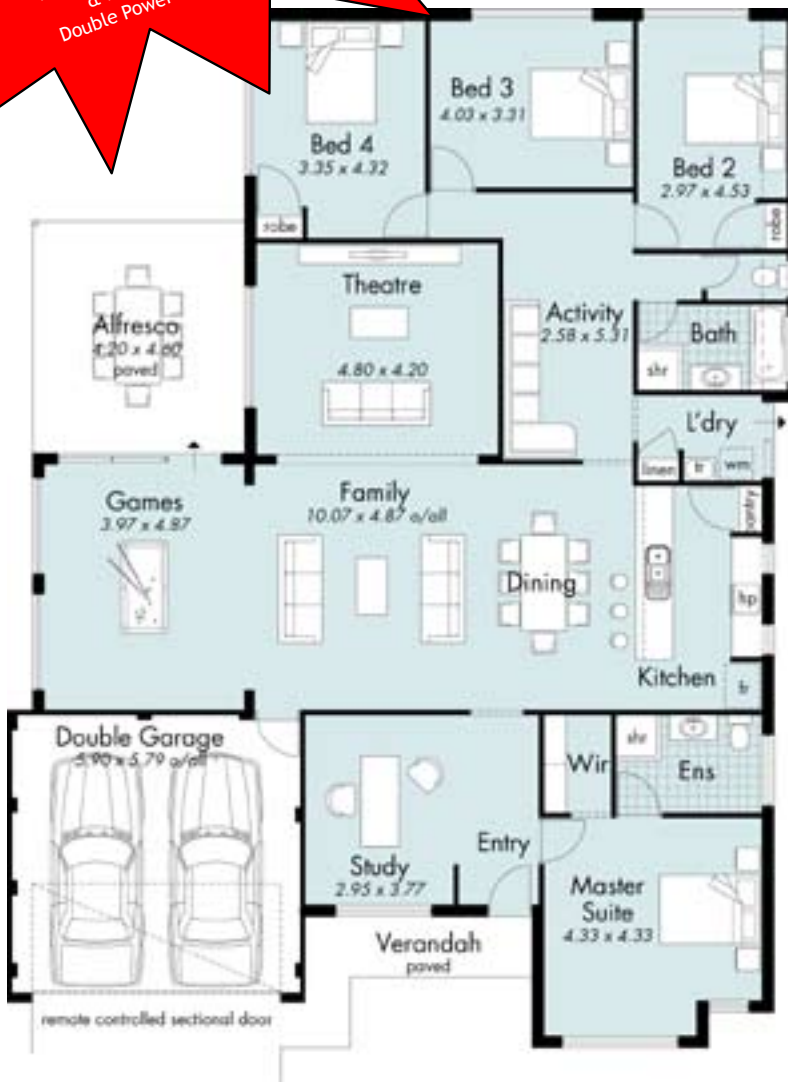 Double Power
Bed 4
3.35 x 4.32
robe
Bed 3
4.03 x 3.31
Bed 2
2.97 x 4.53
robe
Alfresco
4.20 x 4.60
paved
Theatre
4.80 x 4.20
Activity
2.58 x 5.31
Bath
shr
L'dry
linen
tr
wm
Games
3.97 x 4.87
Family
10.07 x 4.87 o/all
Dining
pantry
hp
Kitchen
fr
Double Garage
5.90 x 5.79 o/all
remote controlled sectional door
Study
2.95 x 3.77
Entry
Verandah
paved
Wir
shr
Ens
Master
Suite
4.33 x 4.33